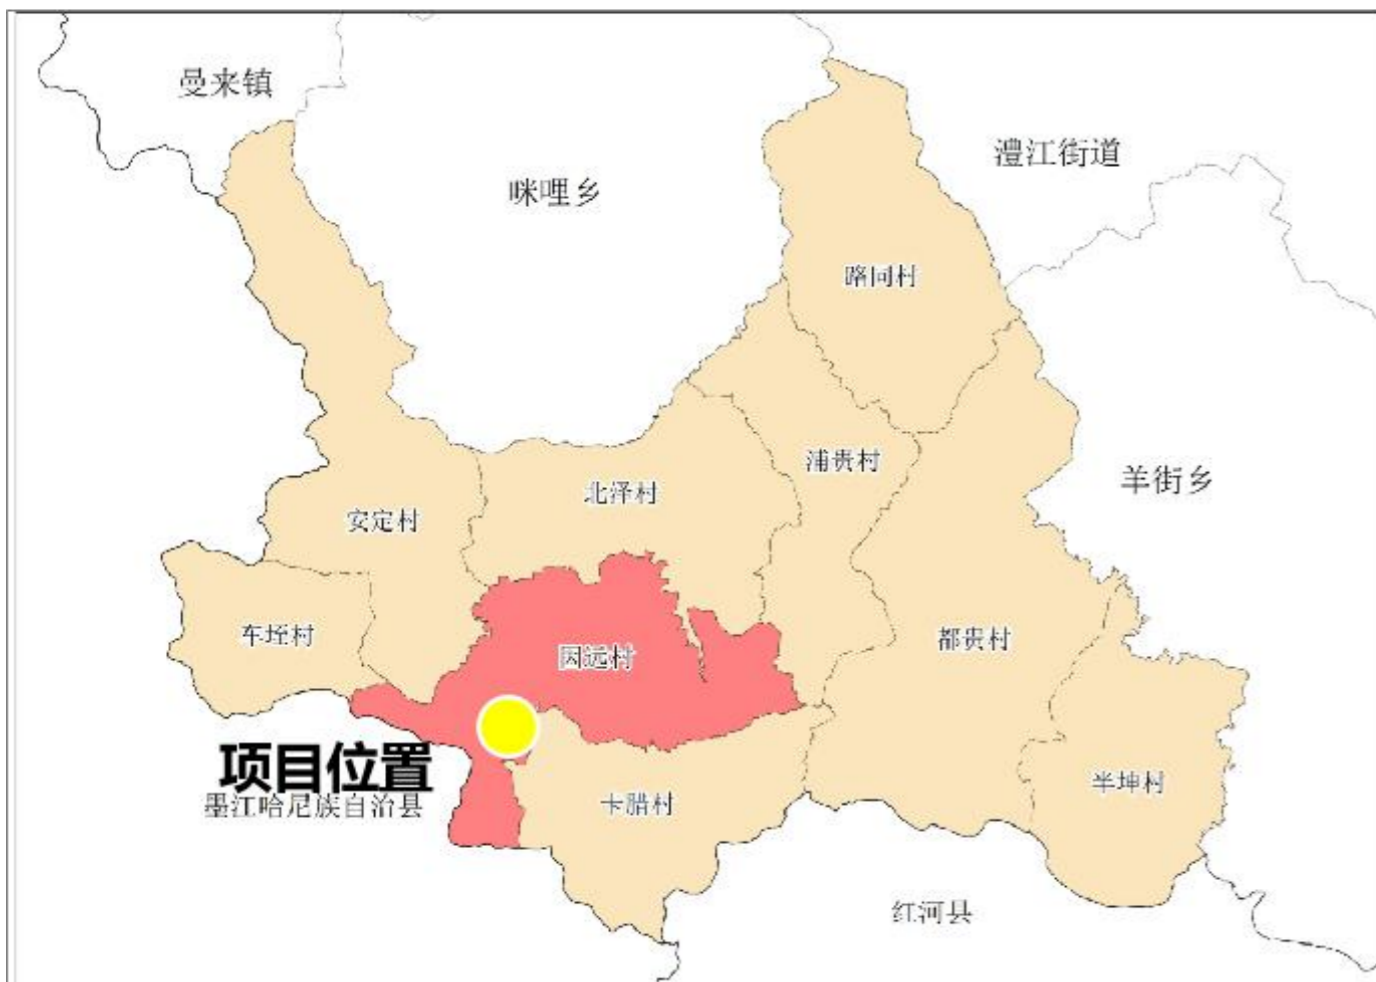 曼来镇
澧江街道
咪哩乡
路同村
浦贵村
羊街乡
北泽村
安定村
车垤村
因远村
都贵村
项目位置
墨江哈尼族自治县
卡腊村
半坤村
红河县